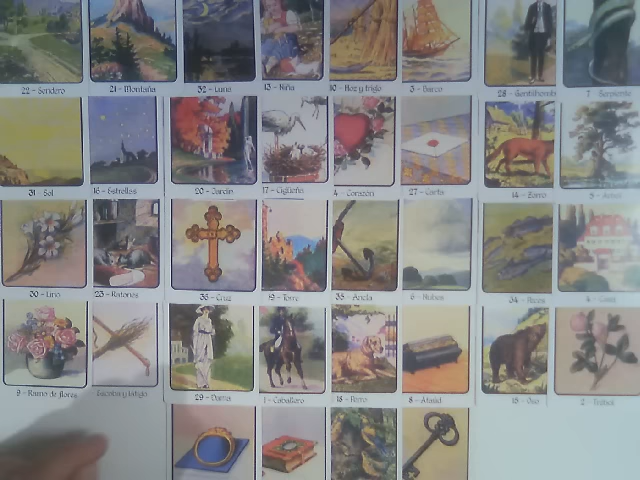 22 - Sendero
21 - Montaña
32 - Luna
13 - Niña
10 - Hoz y trigo
3 - Barco
28 - Gentilhombre
7 - Serpiente
31 - Sol
16 - Estrellas
20 - Jardín
17 - Cigüeña
4 - Corazón
27 - Carta
14 - Zorro
5 - Arbol
30 - Lirio
23 - Ratones
36 - Cruz
19 - Torre
35 - Ancla
6 - Nubes
34 - Peces
4 - Casa
9 - Ramo de flores
Escoba y látigo
29 - Dama
1 - Caballero
18 - Perro
8 - Ataúd
15 - Oso
2 - Trébol